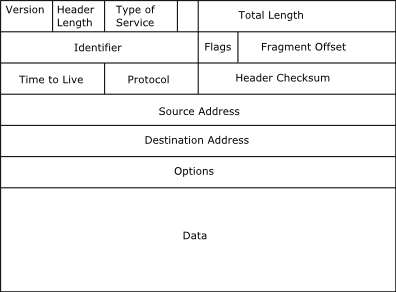 Version Header Length Type of Service Total Length
Identifier Flags Fragment Offset
Time to Live Protocol Header Checksum
Source Address
Destination Address
Options
Data